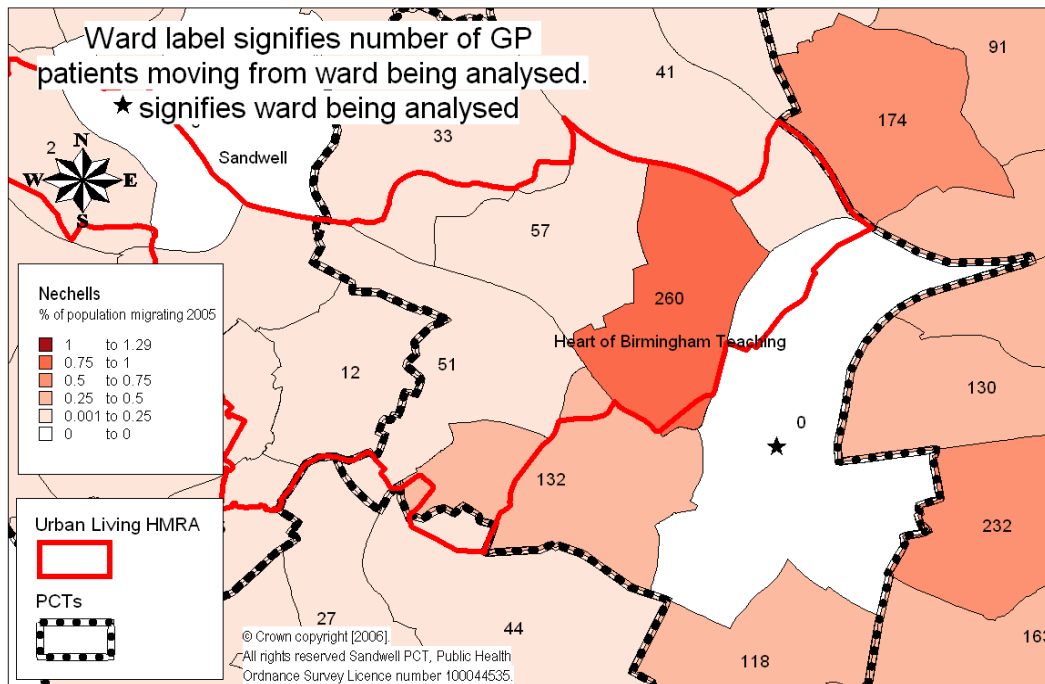 Ward label signifies number of GP
patients moving from ward being analysed.
★ signifies ward being analysed
91
41
174
33
2
N
W E
S
Sandwell
57
260
Heart of Birmingham Teaching
12
51
130
0
132
232
27
44
118
163
Nechells
% of population migrating 2005
1 to 1.29
0.75 to 1
0.5 to 0.75
0.25 to 0.5
0.001 to 0.25
0 to 0
Urban Living HMRA
PCTs
© Crown copyright [2006].
All rights reserved Sandwell PCT, Public Health
Ordnance Survey Licence number 100044535.